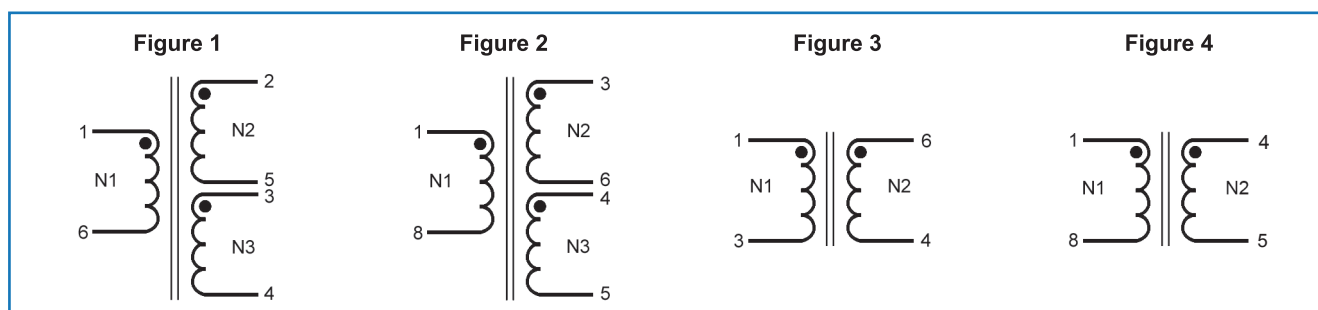 Figure 1 Figure 2 Figure 3 Figure 4
2 3
1 N2 1 N2 1 6 1 4
N1 N1 N1 N2 N1 N2
5 6
3 4
6 8 3 4 8 5
N3 N3
4 5